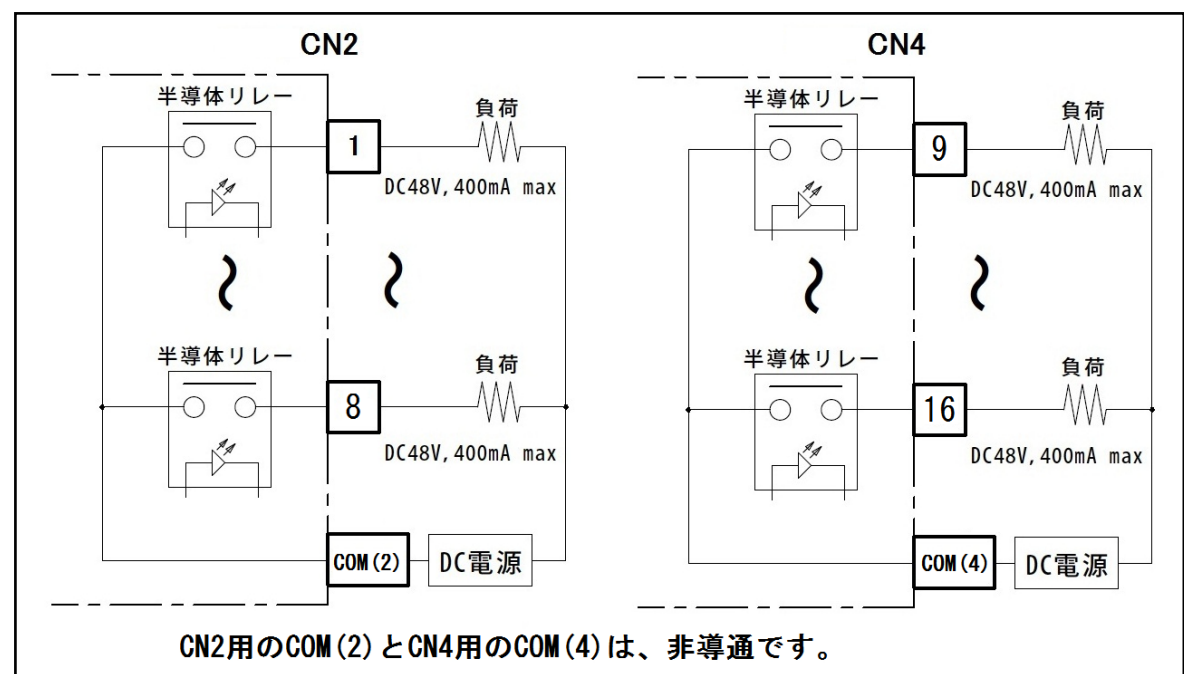 CN2
半導体リレー
1
負荷
DC48V,400mA max
半導体リレー
8
負荷
DC48V,400mA max
COM(2)
DC電源
CN4
半導体リレー
9
負荷
DC48V,400mA max
半導体リレー
16
負荷
DC48V,400mA max
COM(4)
DC電源
CN2用のCOM(2)とCN4用のCOM(4)は、非導通です。